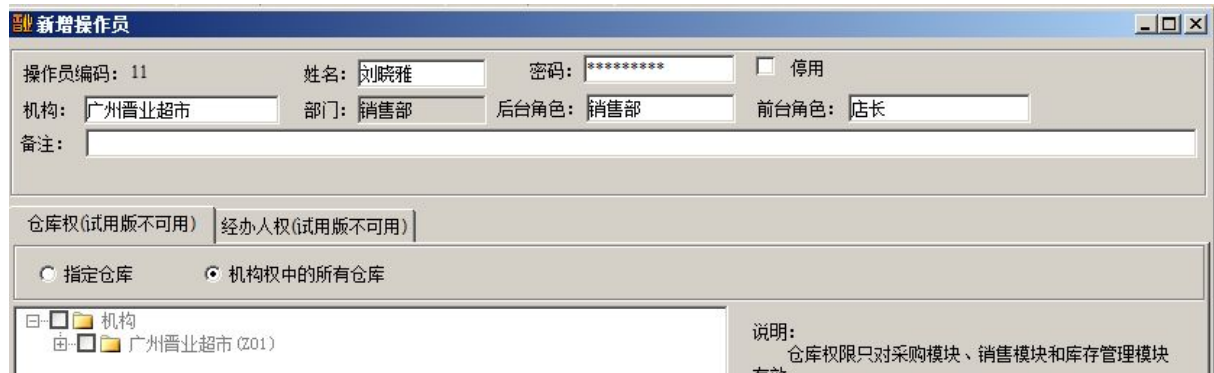 新增操作员
操作员编码: 11 姓名: 刘晓雅 密码: ********* 停用
机构: 广州晋业超市 部门: 销售部 后台角色: 销售部 前台角色: 店长
备注:
仓库权(试用版不可用) 经办人权(试用版不可用)
指定仓库 机构权中的所有仓库
机构
广州晋业超市(Z01)
说明:
仓库权限只对采购模块、销售模块和库存管理模块